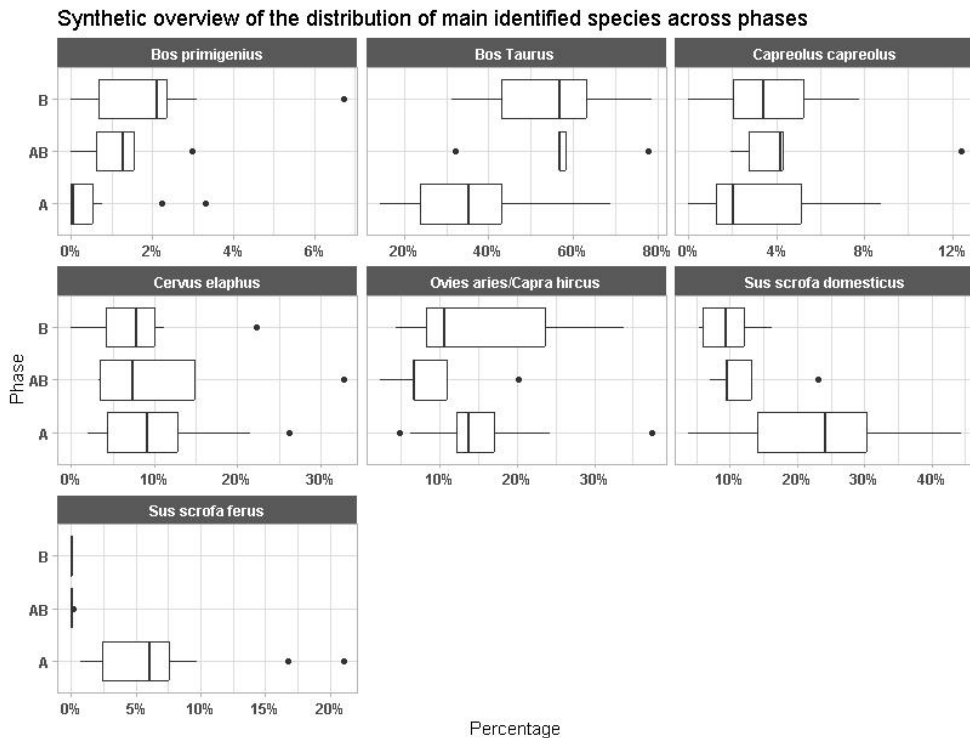 Synthetic overview of the distribution of main identified species across phases
Bos primigenius
Bos Taurus
Capreolus capreolus
B
AB
A
0% 2% 4% 6%
20% 40% 60% 80%
0% 4% 8% 12%
Cervus elaphus
Ovies aries/Capra hircus
Sus scrofa domesticus
Phase
B
AB
A
10% 20% 30%
10% 20% 30%
10% 20% 30% 40%
0%
Sus scrofa ferus
B
AB
A
0% 5% 10% 15% 20%
Percentage